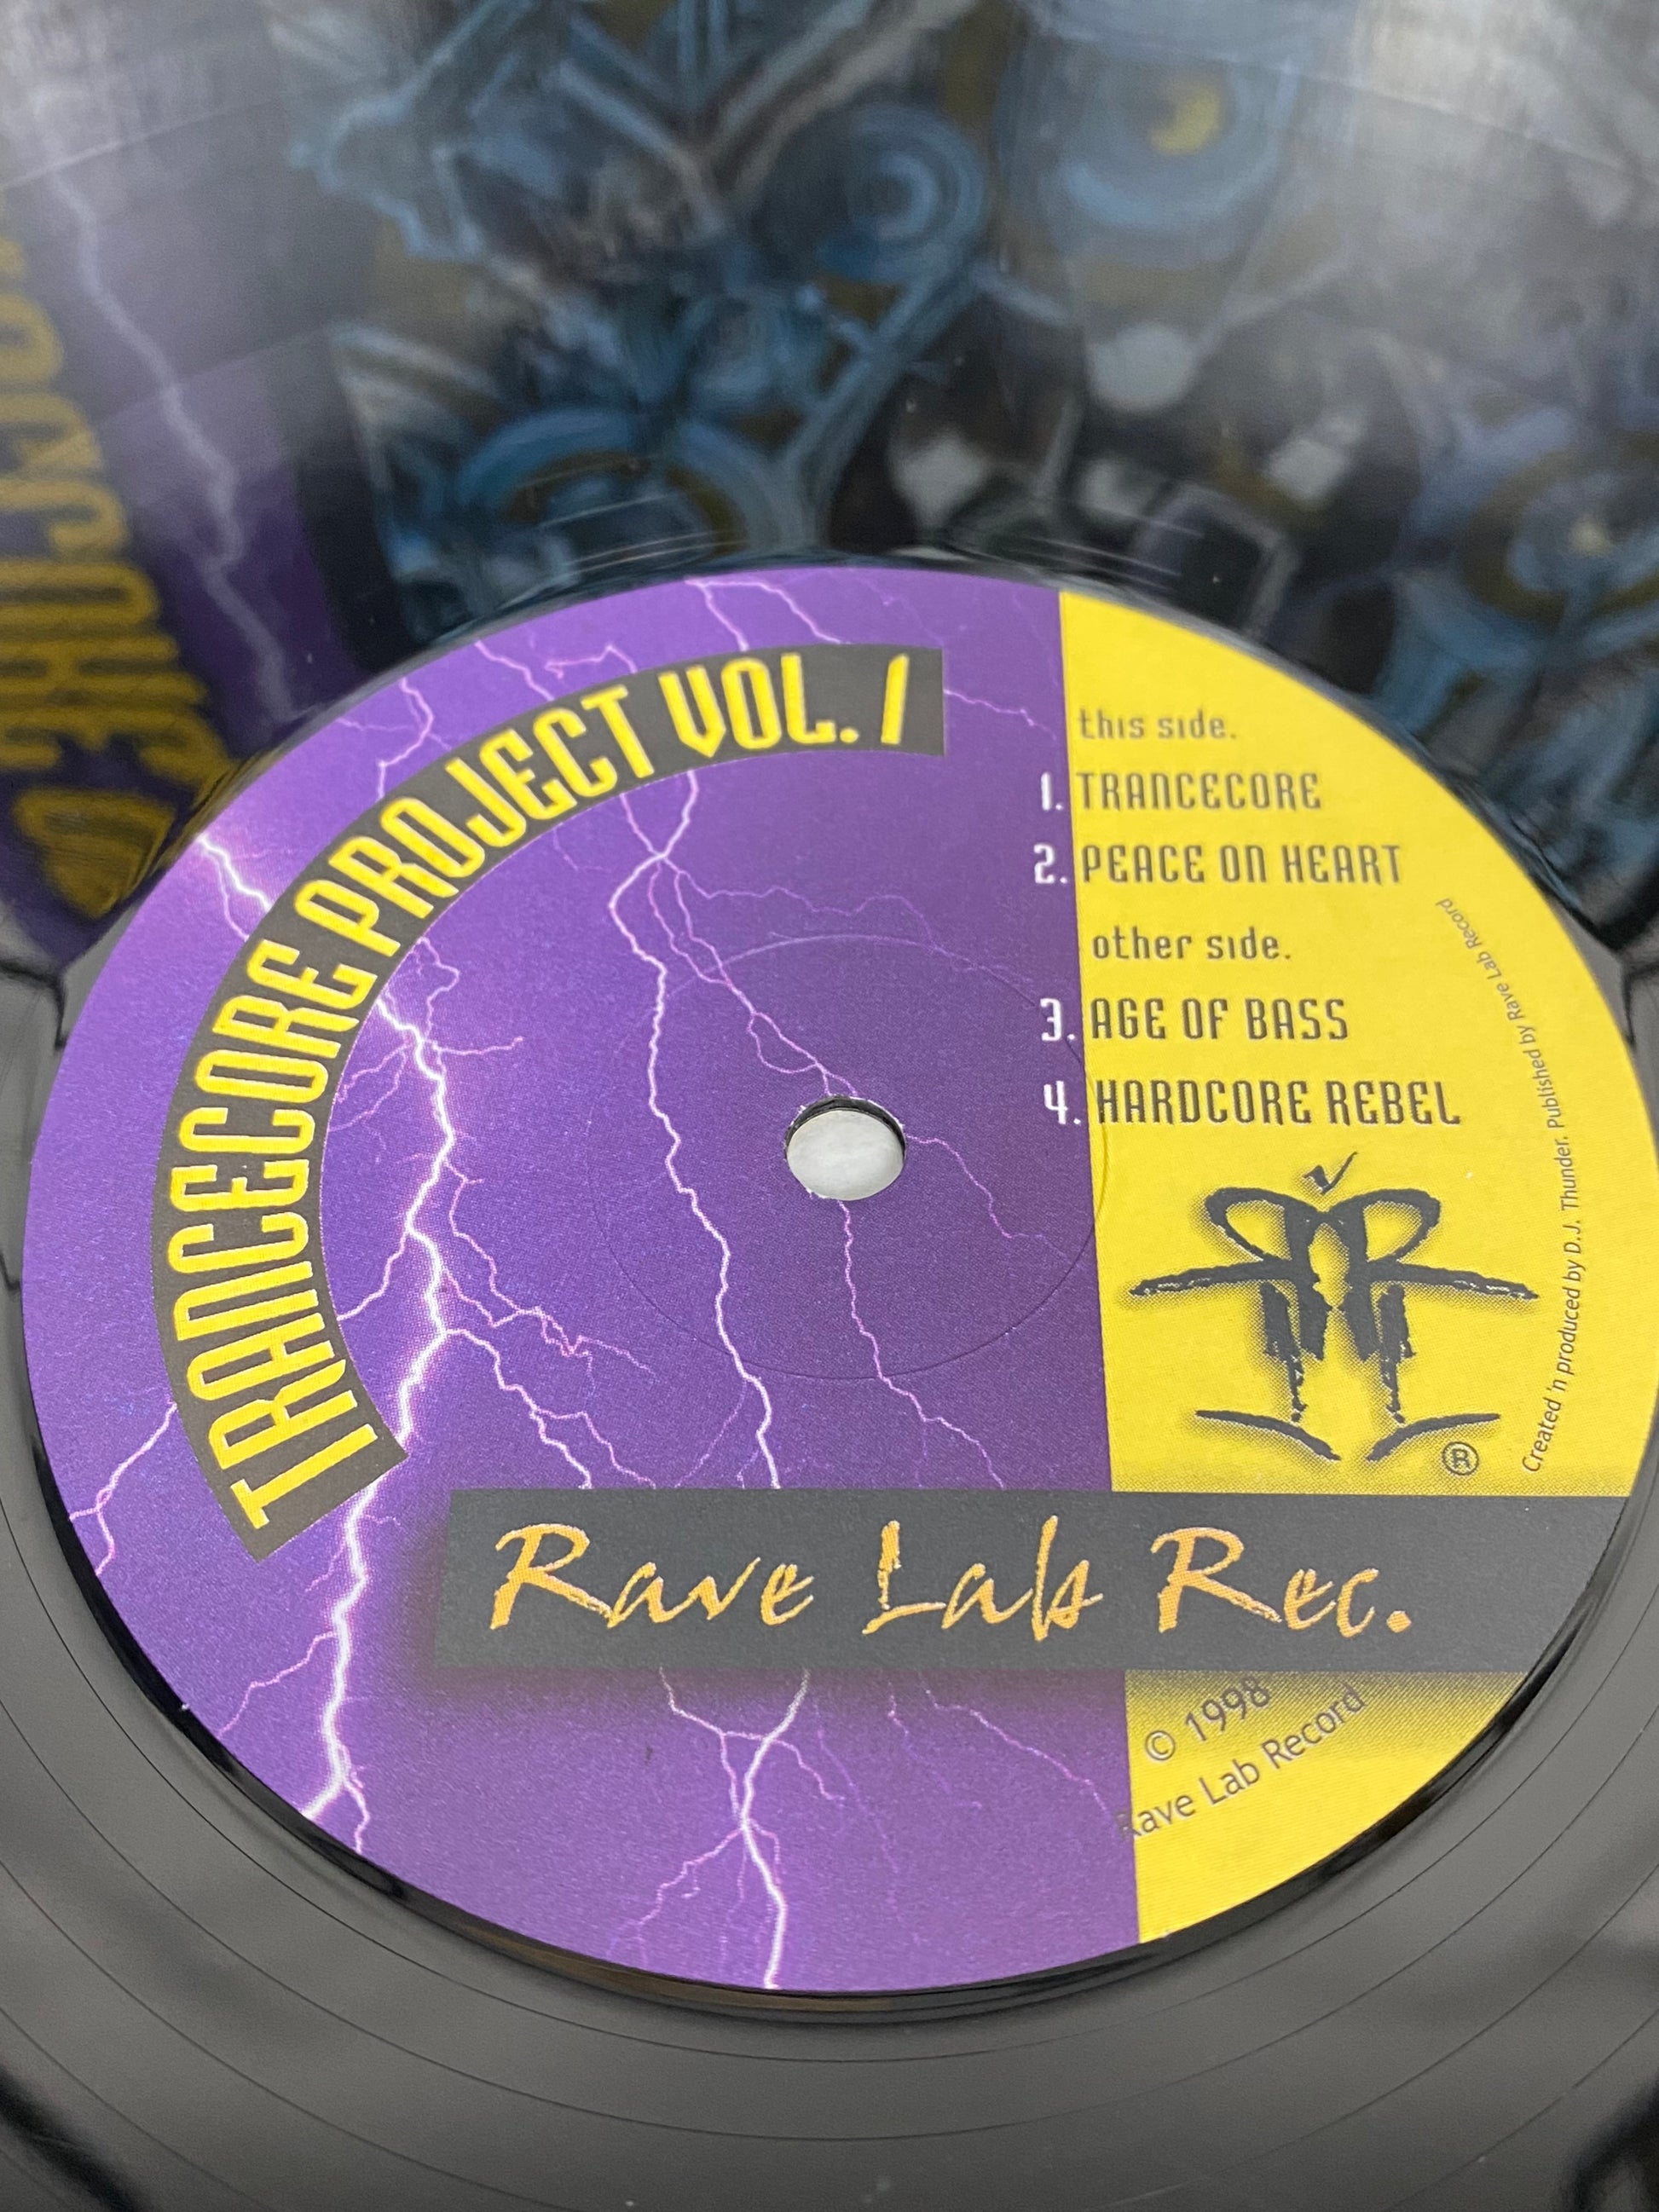 TRANCECORE PROJECT VOL. 1
this side.
1. TRANCECORE
2. PEACE ON HEART
other side.
3. AGE OF BASS
4. HARDCORE REBEL
Created 'n produced by D.J. Thunder. Published by Rave Lab Record
®
Rave Lab Rec.
© 1998
Rave Lab Record